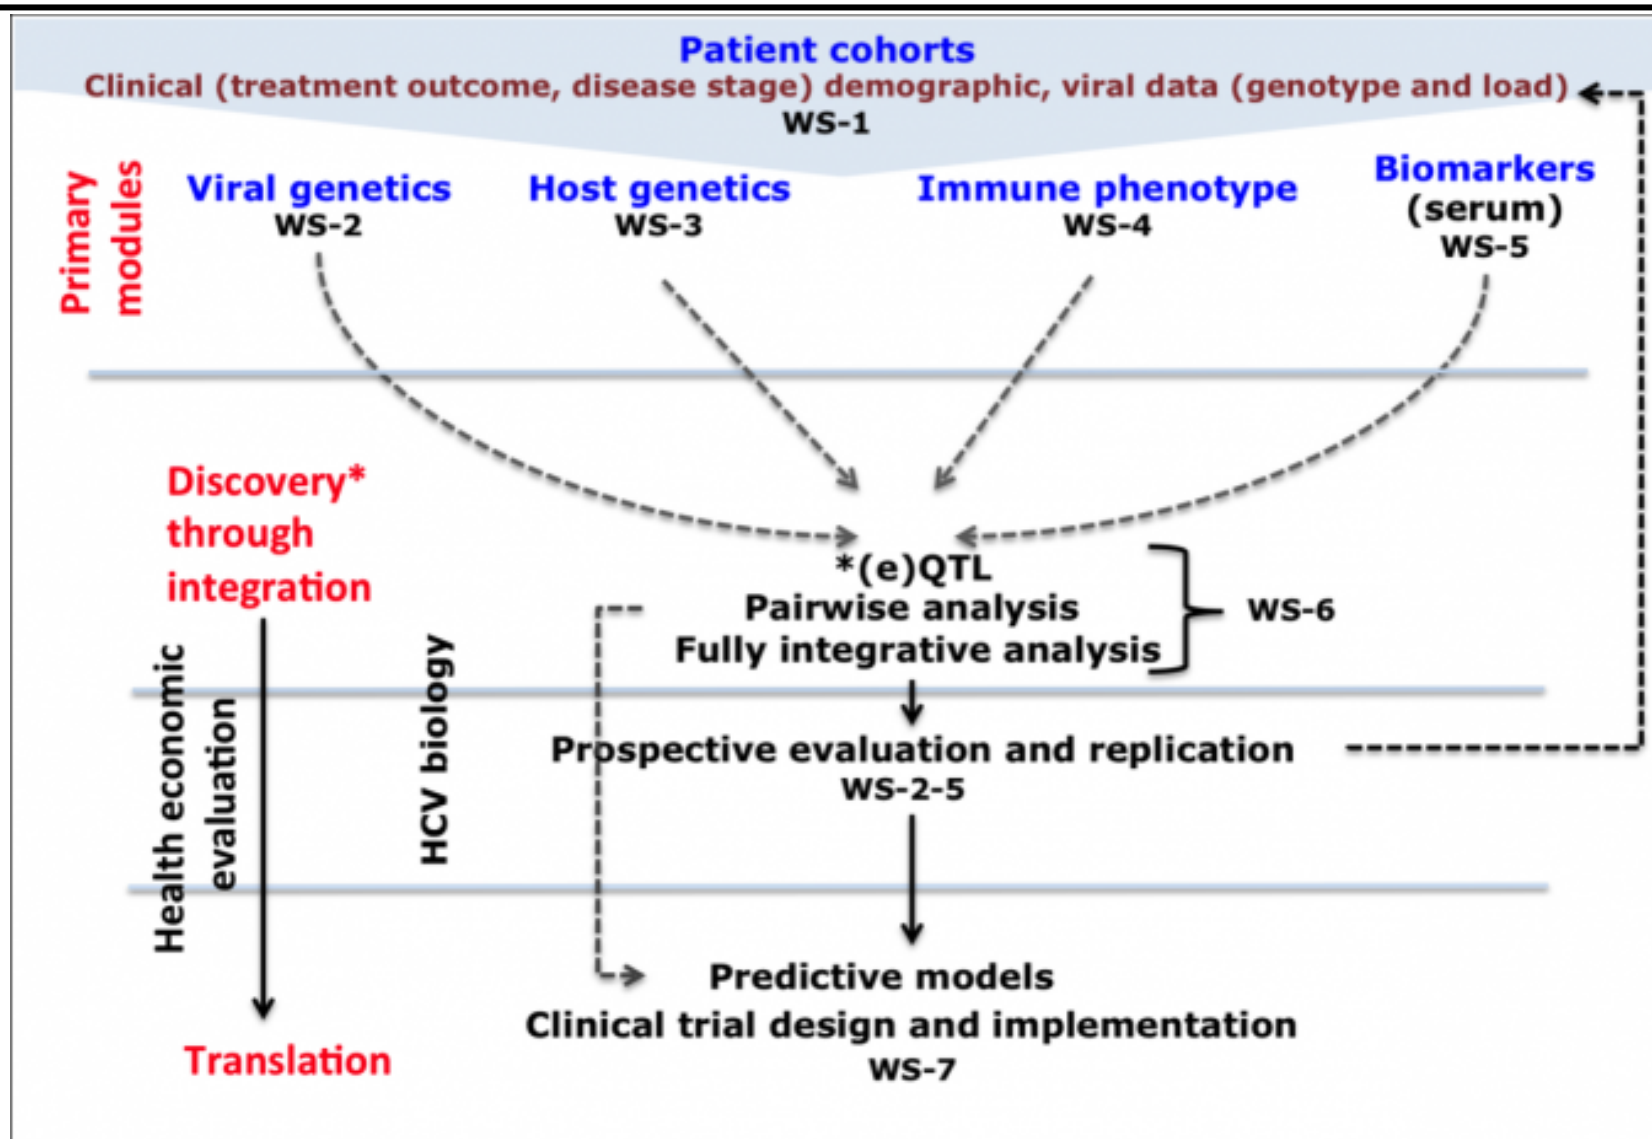 Patient cohorts
Clinical (treatment outcome, disease stage) demographic, viral data (genotype and load)
WS-1
Primary
modules
Viral genetics
WS-2
Host genetics
WS-3
Immune phenotype
WS-4
Biomarkers
(serum)
WS-5
Discovery*
through
integration
*(e)QTL
Pairwise analysis
Fully integrative analysis
WS-6
Health economic
evaluation
HCV biology
Prospective evaluation and replication
WS-2-5
Predictive models
Clinical trial design and implementation
WS-7
Translation